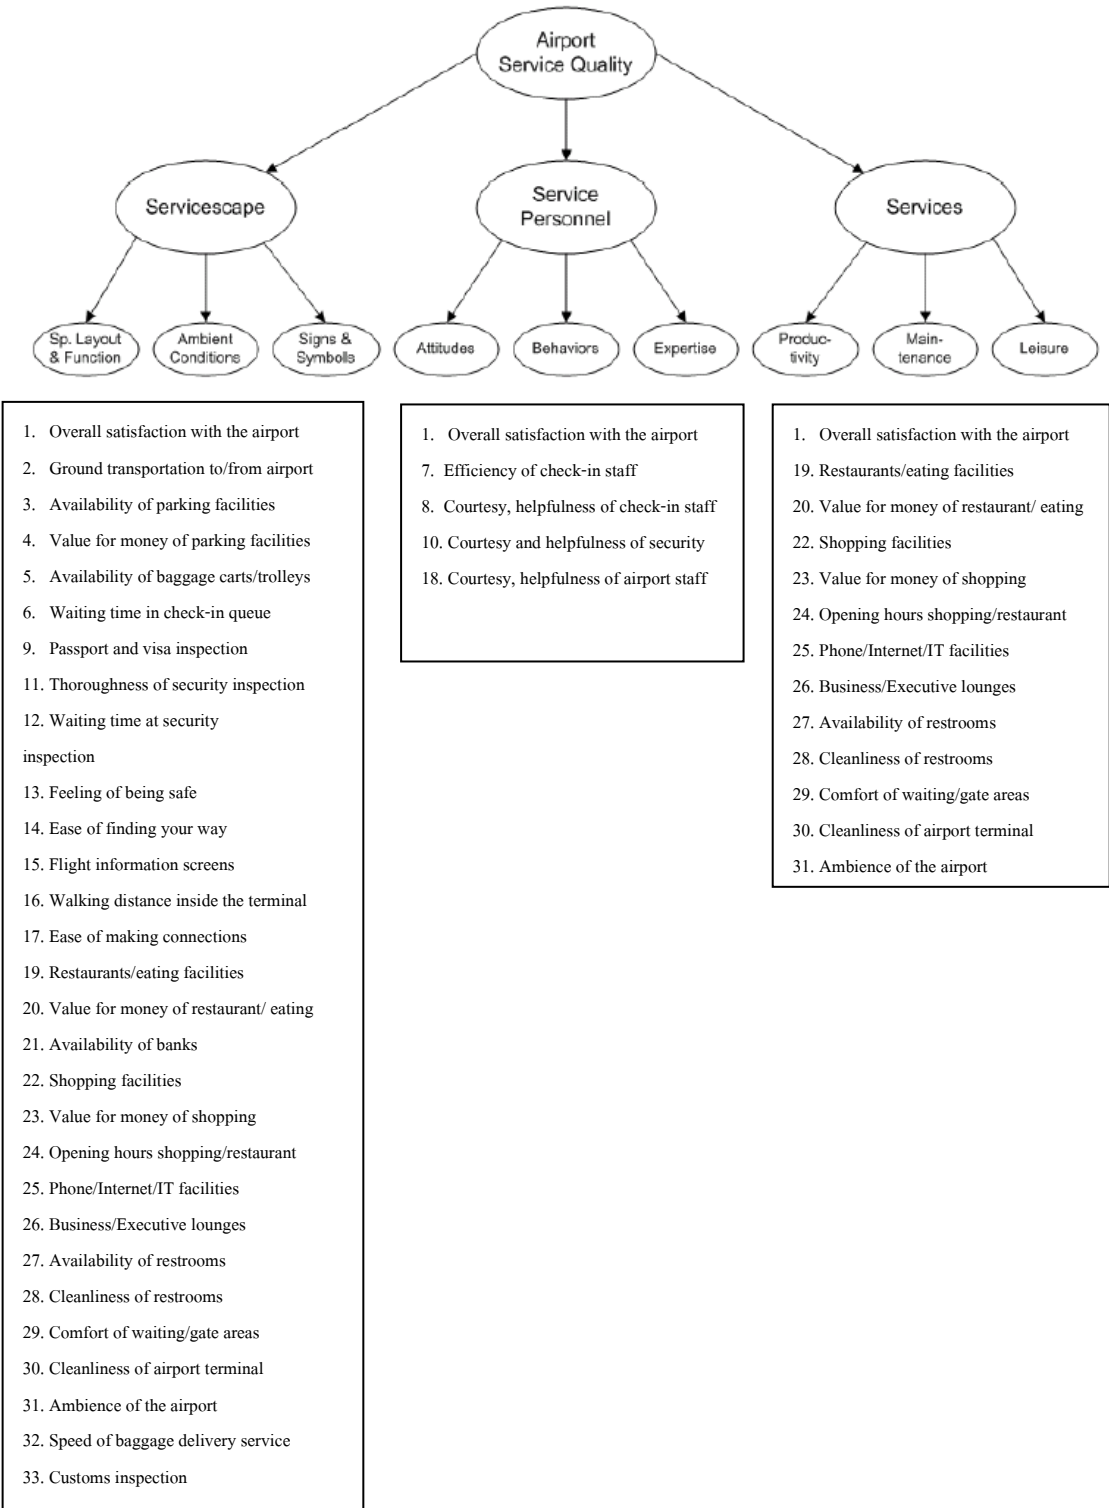 Airport
Service Quality
Servicescape
Service
Personnel
Services
Sp. Layout
& Function
Ambient
Conditions
Signs &
Symbolls
Attitudes
Behaviors
Expertise
Produc-
tivity
Main-
tenance
Leisure
1. Overall satisfaction with the airport
2. Ground transportation to/from airport
3. Availability of parking facilities
4. Value for money of parking facilities
5. Availability of baggage carts/trolleys
6. Waiting time in check-in queue
9. Passport and visa inspection
11. Thoroughness of security inspection
12. Waiting time at security
inspection
13. Feeling of being safe
14. Ease of finding your way
15. Flight information screens
16. Walking distance inside the terminal
17. Ease of making connections
19. Restaurants/eating facilities
20. Value for money of restaurant/ eating
21. Availability of banks
22. Shopping facilities
23. Value for money of shopping
24. Opening hours shopping/restaurant
25. Phone/Internet/IT facilities
26. Business/Executive lounges
27. Availability of restrooms
28. Cleanliness of restrooms
29. Comfort of waiting/gate areas
30. Cleanliness of airport terminal
31. Ambience of the airport
32. Speed of baggage delivery service
33. Customs inspection
1. Overall satisfaction with the airport
7. Efficiency of check-in staff
8. Courtesy, helpfulness of check-in staff
10. Courtesy and helpfulness of security
18. Courtesy, helpfulness of airport staff
1. Overall satisfaction with the airport
19. Restaurants/eating facilities
20. Value for money of restaurant/ eating
22. Shopping facilities
23. Value for money of shopping
24. Opening hours shopping/restaurant
25. Phone/Internet/IT facilities
26. Business/Executive lounges
27. Availability of restrooms
28. Cleanliness of restrooms
29. Comfort of waiting/gate areas
30. Cleanliness of airport terminal
31. Ambience of the airport